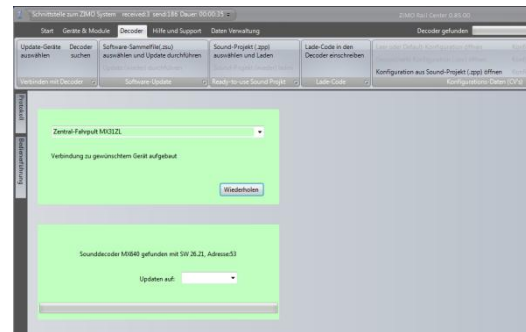 Schnittstelle zum ZIMO System received:3 send:186 Dauer: 00:00:35
ZIMO Rail Center 0.85.00
Start Geräte & Module Decoder Hilfe und Support Daten Verwaltung
Decoder gefunden
Update-Geräte auswählen
Decoder suchen
Software-Sammelfile(.zsu) auswählen und Update durchführen
Sound-Projekt (.zpp) auswählen und Laden
Lade-Code in den Decoder einschreiben
Konfiguration aus Sound-Projekt (.zpp) öffnen
Verbinden mit Decoder
Software-Update
Ready-to-use Sound Projekt
Lade-Code
Konfigurations-Daten (CVs)
Protokoll
Bedienerführung
Zentral-Fahrpult MX31ZL
Verbindung zu gewünschtem Gerät aufgebaut
Wiederholen
Sounddecoder MX640 gefunden mit SW 26.21, Adresse:53
Updaten auf: